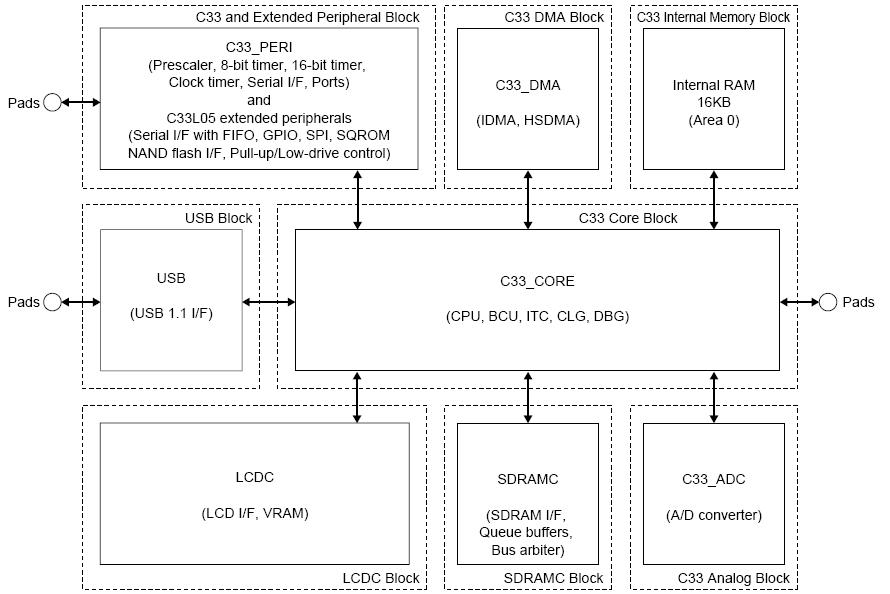 C33 and Extended Peripheral Block
C33_PERI
(Prescaler, 8-bit timer, 16-bit timer,
Clock timer, Serial I/F, Ports)
and
C33L05 extended peripherals
(Serial I/F with FIFO, GPIO, SPI, SQROM
NAND flash I/F, Pull-up/Low-drive control)
Pads
C33 DMA Block
C33_DMA
(IDMA, HSDMA)
C33 Internal Memory Block
Internal RAM
16KB
(Area 0)
USB Block
USB
(USB 1.1 I/F)
Pads
C33 Core Block
C33_CORE
(CPU, BCU, ITC, CLG, DBG)
Pads
LCDC
(LCD I/F, VRAM)
LCDC Block
SDRAMC
(SDRAM I/F,
Queue buffers,
Bus arbiter)
SDRAMC Block
C33_ADC
(A/D converter)
C33 Analog Block